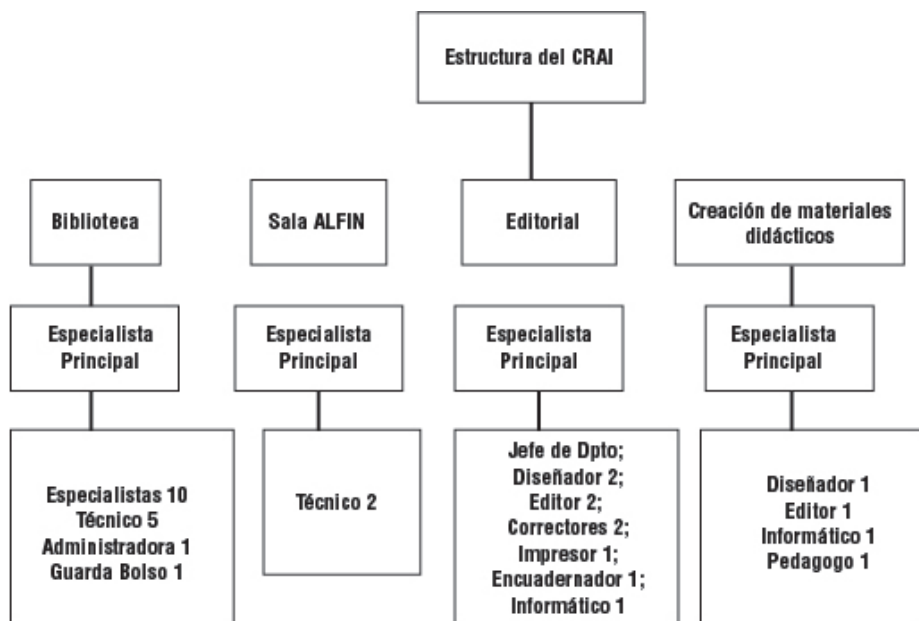 Estructura del CRAI
Biblioteca
Sala ALFIN
Editorial
Creación de materiales
didácticos
Especialista
Principal
Especialista
Principal
Especialista
Principal
Especialista
Principal
Especialistas 10
Técnico 5
Administradora 1
Guarda Bolso 1
Técnico 2
Jefe de Dpto;
Diseñador 2;
Editor 2;
Correctores 2;
Impresor 1;
Encuadernador 1;
Informático 1
Diseñador 1
Editor 1
Informático 1
Pedagogo 1